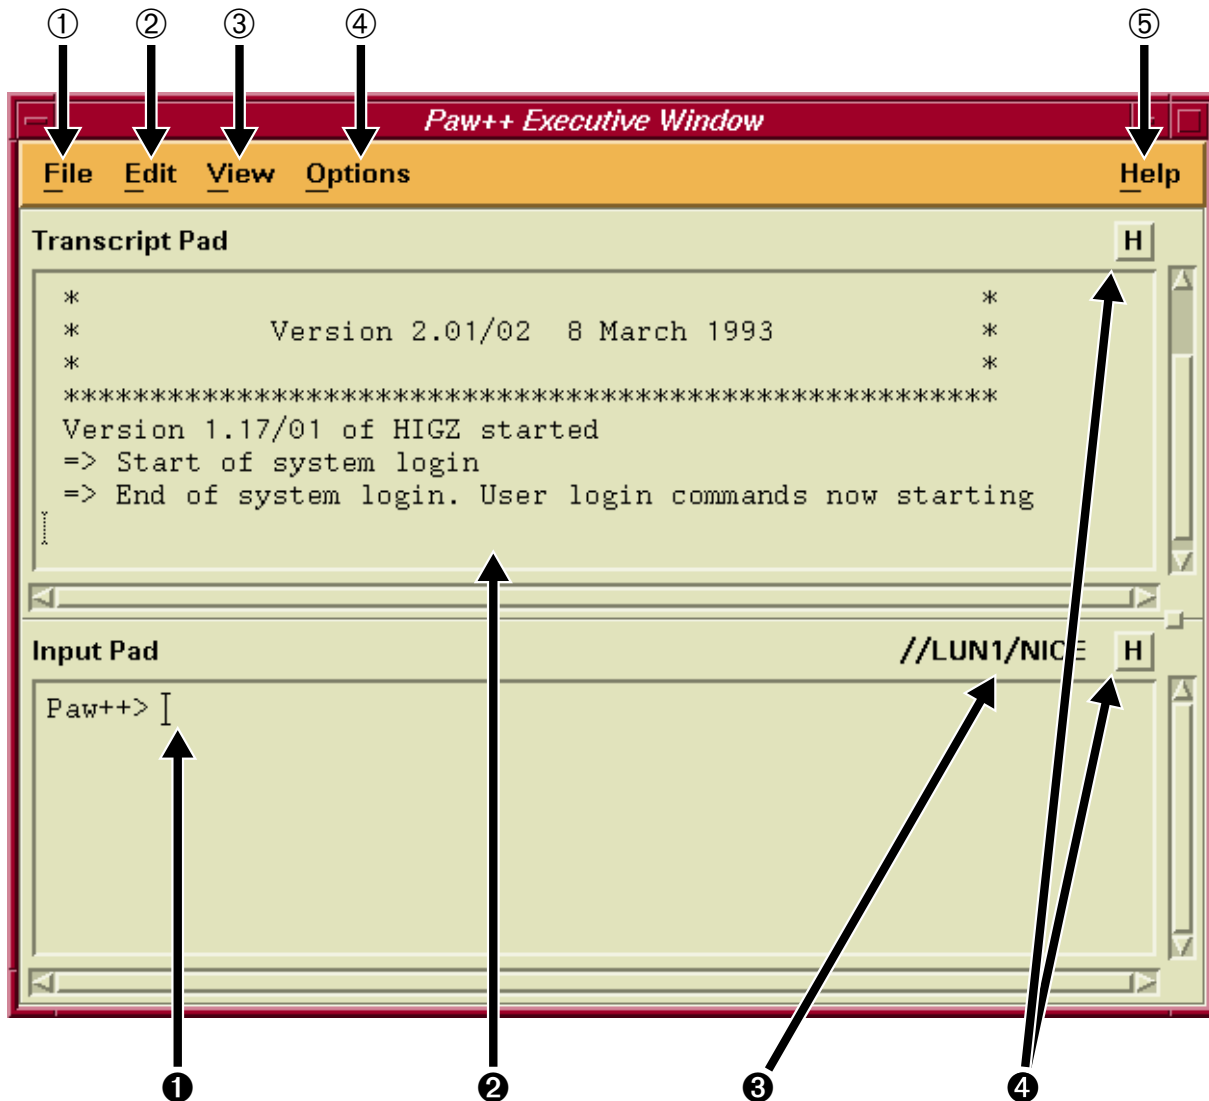 ① ② ③ ④ ⑤
Paw++ Executive Window
File Edit View Options Help
Transcript Pad H
* *
* Version 2.01/02 8 March 1993 *
* *
******************************************************
Version 1.17/01 of HIGZ started
=> Start of system login
=> End of system login. User login commands now starting
Input Pad //LUN1/NICE H
Paw++>
❶ ❷ ❸ ❹